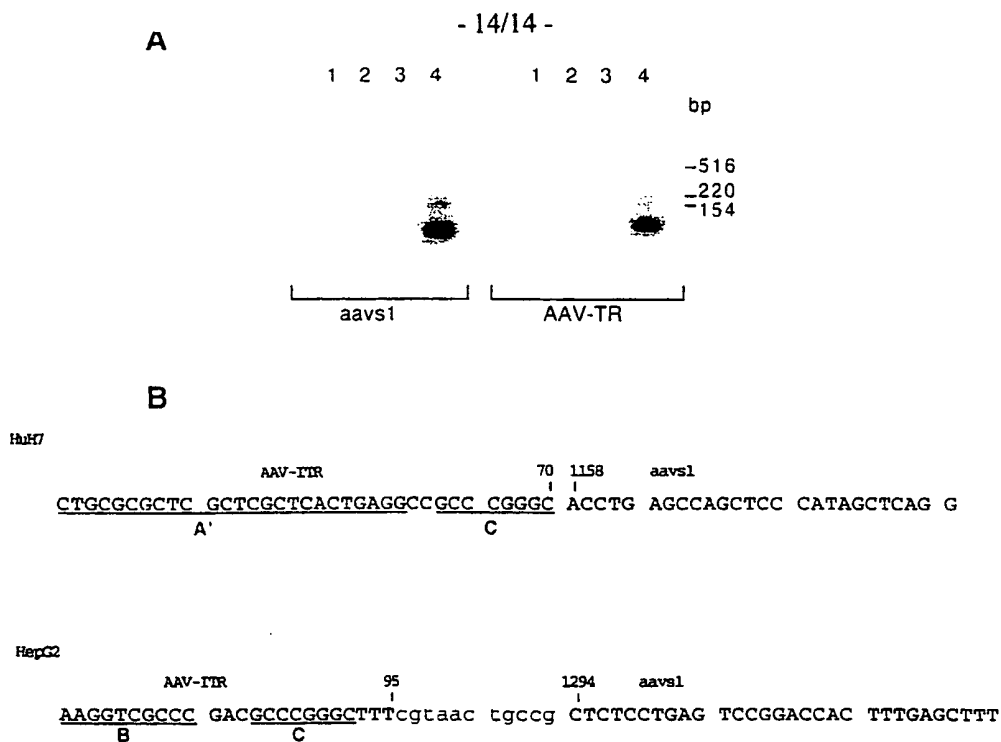 - 14/14 -
A
1 2 3 4 1 2 3 4
bp
516
220
154
aavs1 AAV-TR
B
HuH7
AAV-ITR 70 1158 aavs1
CTGCGCGCTC GCTCGCTCACTGAGGCCGCC CGGGC ACCTG AGCCAGCTCC CATAGCTCAG G
A' C
HepG2
AAV-ITR 95 1294 aavs1
AAGGTCGCCC GACGCCCGGGCTTTcgtaac tgccg CTCTCCTGAG TCCGGACCAC TTTGAGCTTT
B C